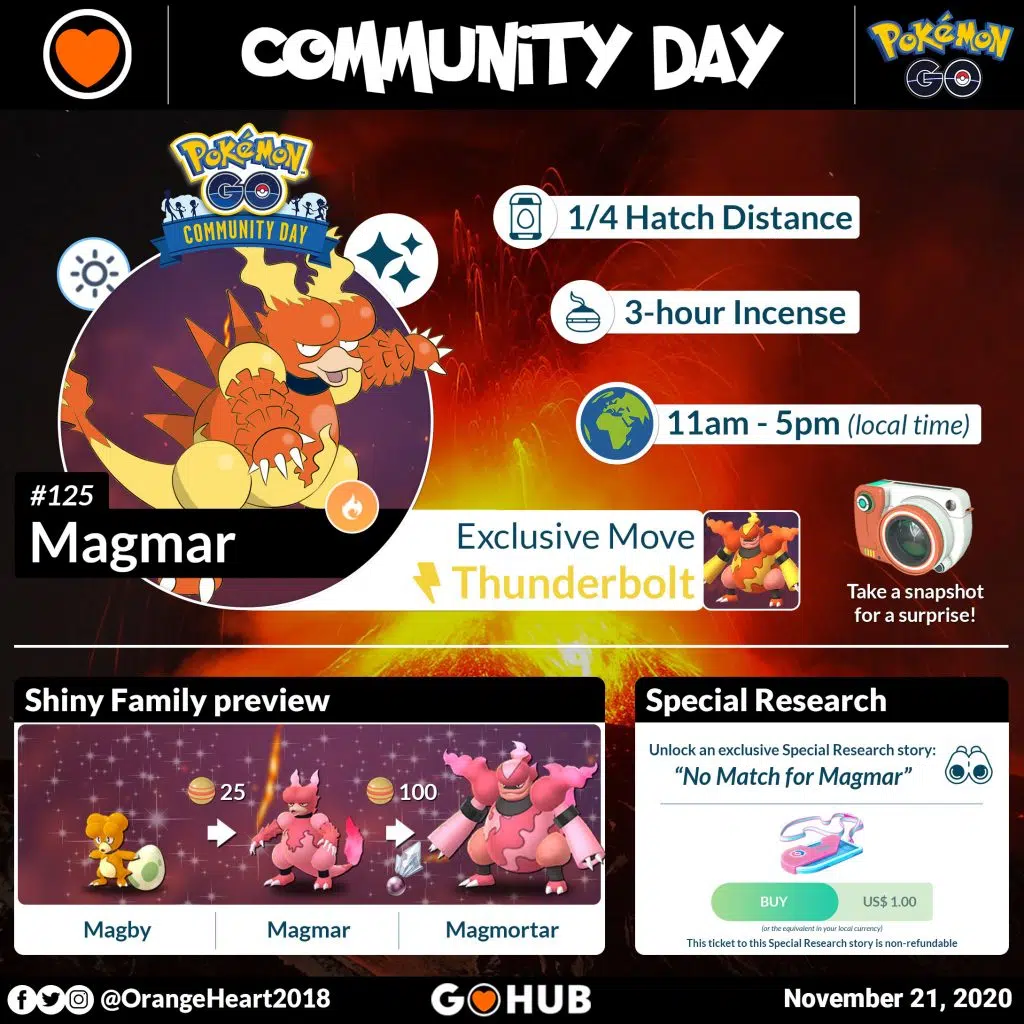 COMMUNITY DAY
POKéMON
GO
POKéMON
GO
COMMUNITY DAY
1/4 Hatch Distance
3-hour Incense
11am - 5pm (local time)
#125
Magmar
Exclusive Move
Thunderbolt
Take a snapshot
for a surprise!
Shiny Family preview
25
100
Magby
Magmar
Magmortar
Special Research
Unlock an exclusive Special Research story:
“No Match for Magmar”
BUY
US$ 1.00
(or the equivalent in your local currency)
This ticket to this Special Research story is non-refundable
@OrangeHeart2018
GOHUB
November 21, 2020